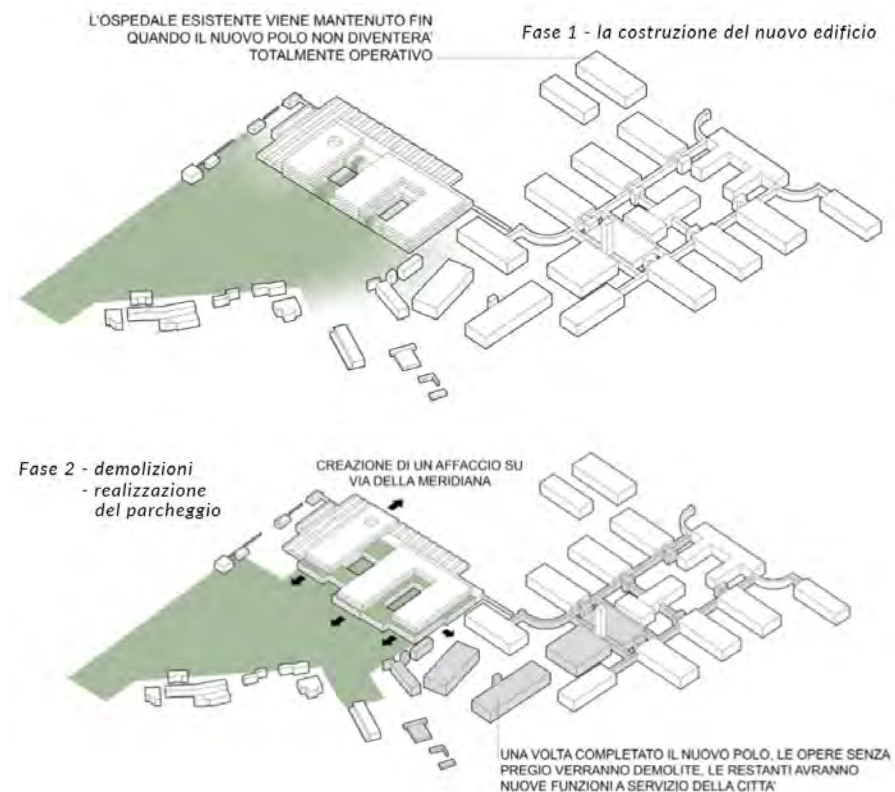 L'OSPEDALE ESISTENTE VIENE MANTENUTO FIN
QUANDO IL NUOVO POLO NON DIVENTERA'
TOTALMENTE OPERATIVO
Fase 1 - la costruzione del nuovo edificio
Fase 2 - demolizioni
- realizzazione
del parcheggio
CREAZIONE DI UN AFFACCIO SU
VIA DELLA MERIDIANA
UNA VOLTA COMPLETATO IL NUOVO POLO, LE OPERE SENZA
PREGIO VERRANNO DEMOLITE, LE RESTANTI AVRANNO
NUOVE FUNZIONI A SERVIZIO DELLA CITTA'